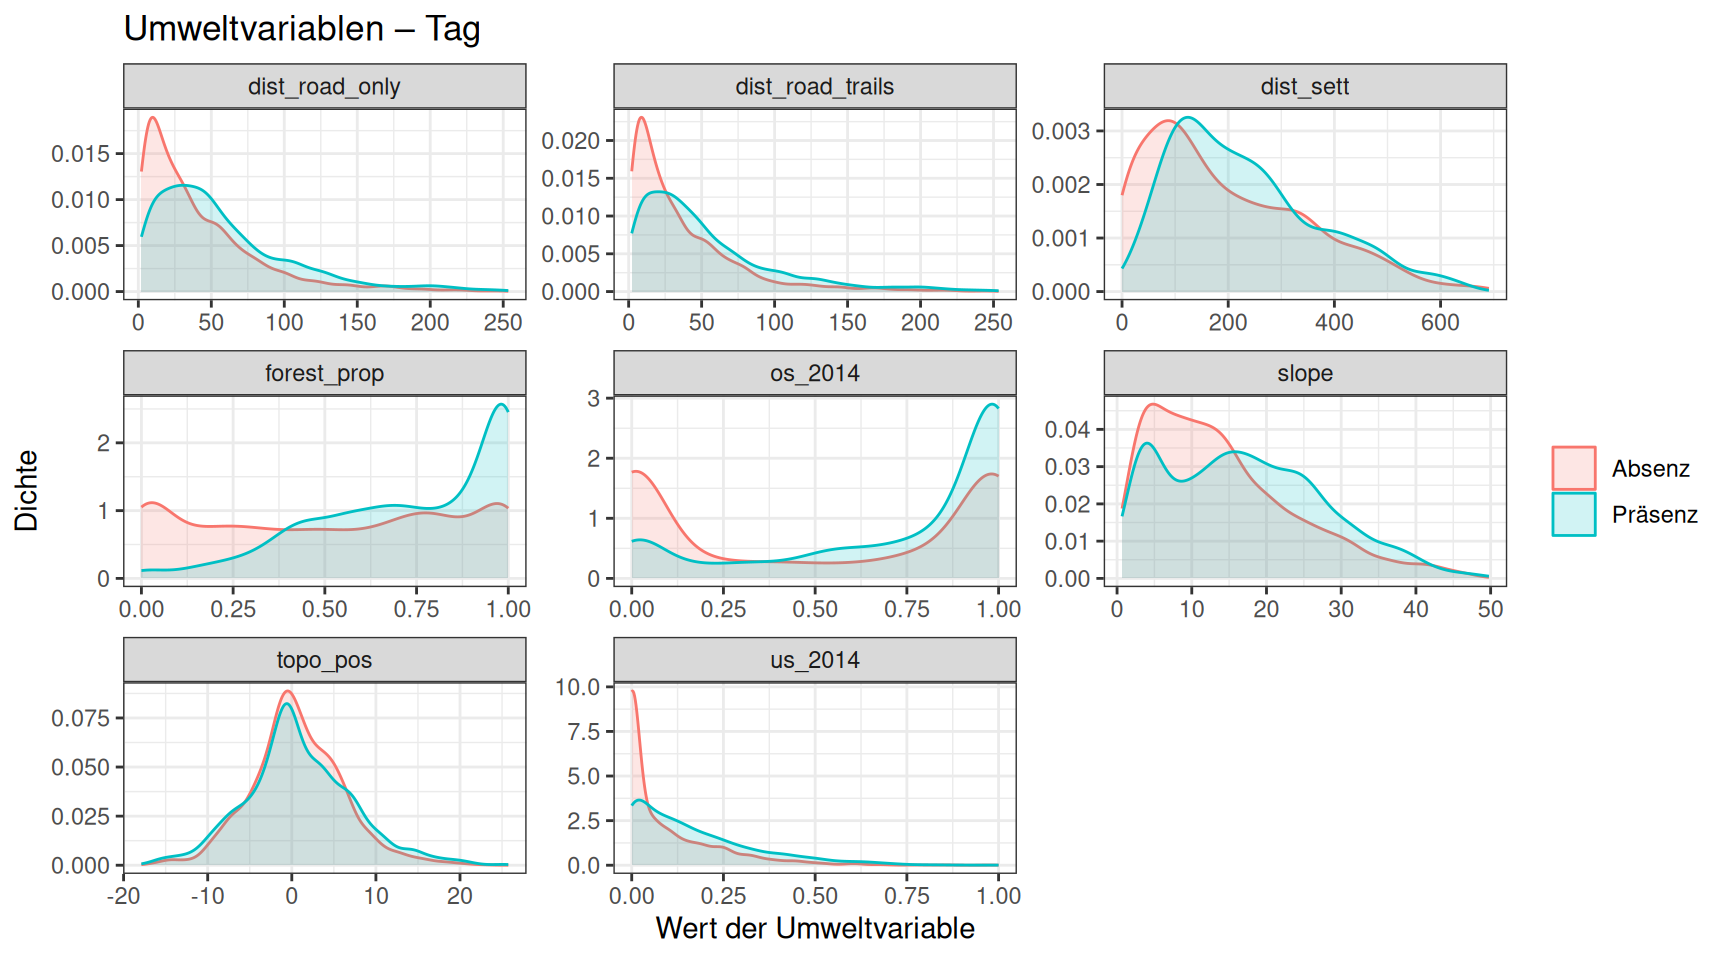 Umweltvariablen – Tag
dist_road_only
dist_road_trails
dist_sett
0.015
0.010
0.005
0.000
0 50 100 150 200 250
0.020
0.015
0.010
0.005
0.000
0 50 100 150 200 250
0.003
0.002
0.001
0.000
0 200 400 600
forest_prop
os_2014
slope
2
1
0
0.00 0.25 0.50 0.75 1.00
3
2
1
0
0.00 0.25 0.50 0.75 1.00
0.04
0.03
0.02
0.01
0.00
0 10 20 30 40 50
topo_pos
us_2014
0.075
0.050
0.025
0.000
-20 -10 0 10 20
10.0
7.5
5.0
2.5
0.0
0.00 0.25 0.50 0.75 1.00
Dichte
Wert der Umweltvariable
Absenz
Präsenz